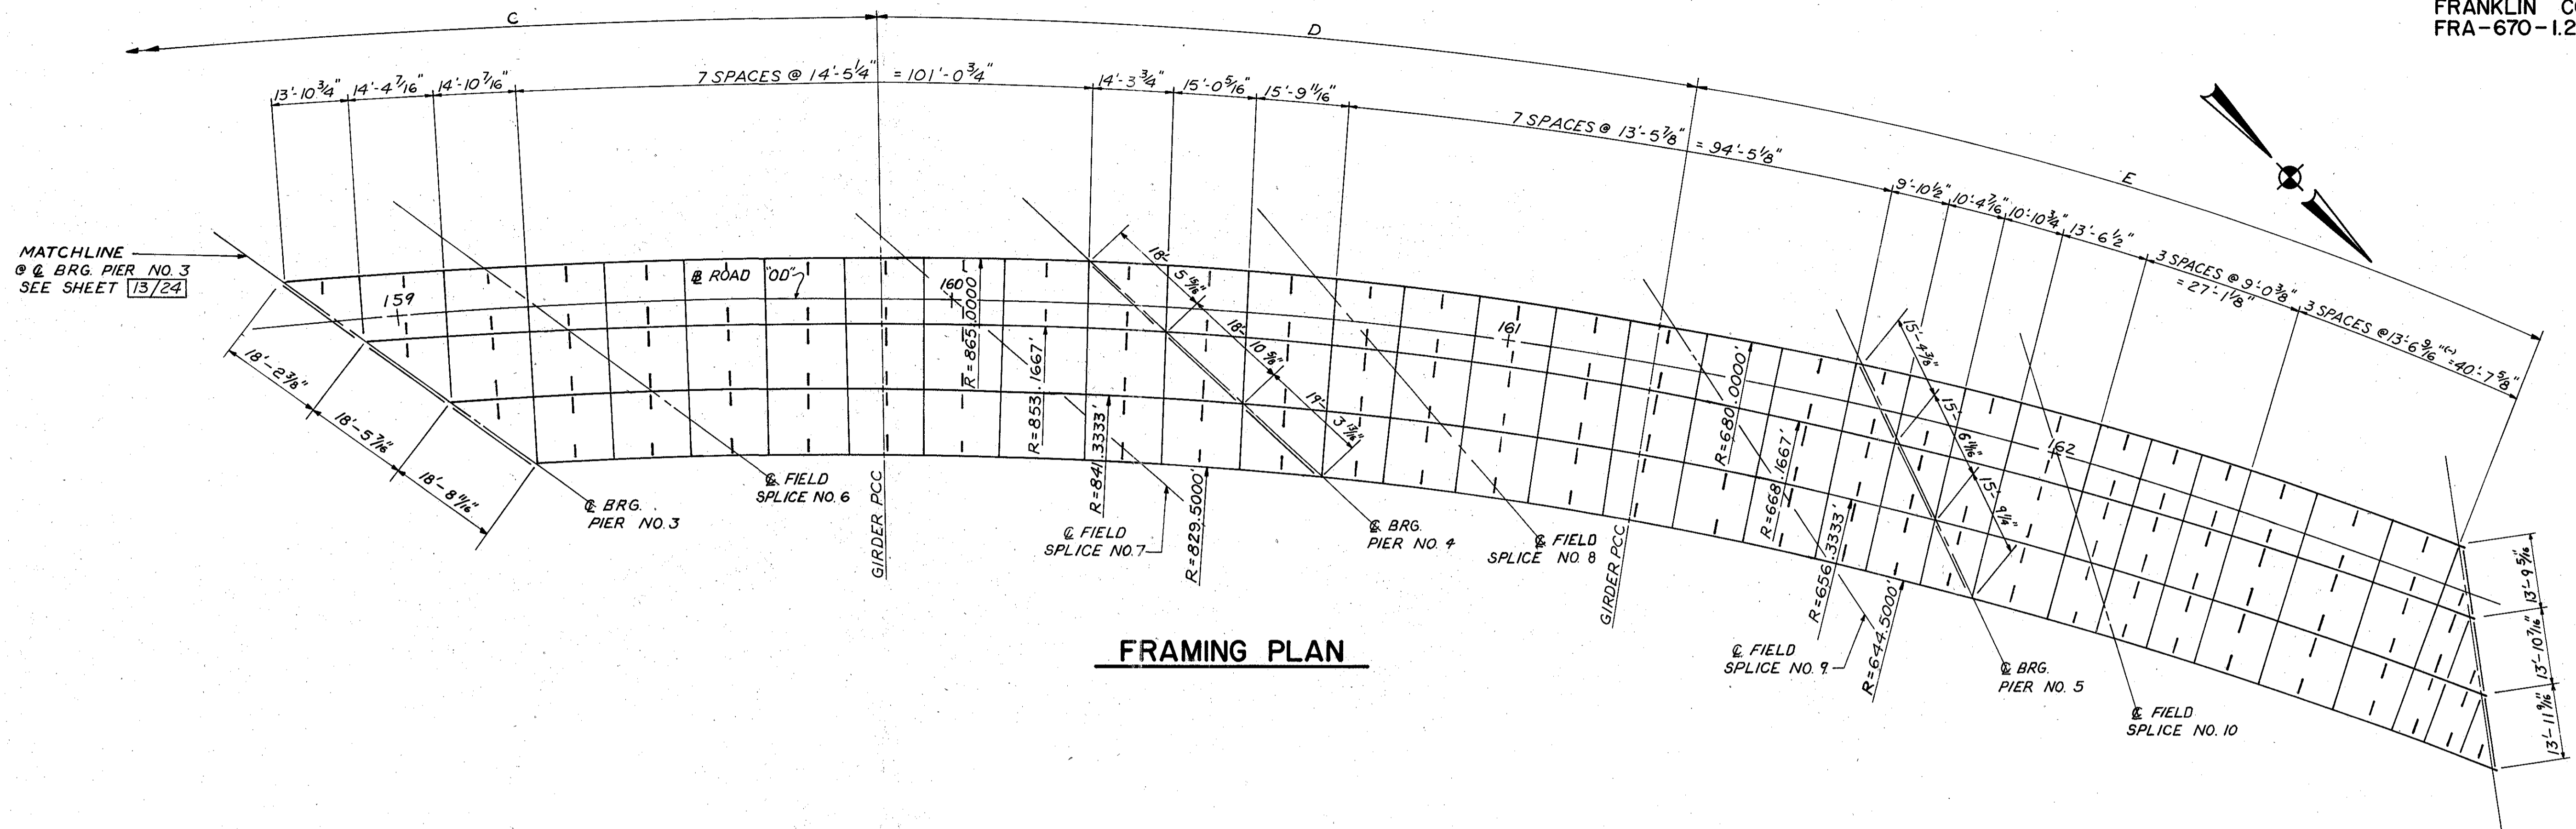 FRANKLIN CO
FRA-670-1.2
C
D
E
13'-10 3/4"
14'-4 7/16"
14'-10 7/16"
7 SPACES @ 14'-5 1/4" = 101'-0 3/4"
14'-3 3/4"
15'-0 5/16"
15'-9 11/16"
7 SPACES @ 13'-5 7/8" = 94'-5 1/8"
9'-10 1/2"
10'-4 7/16"
10'-10 3/4"
13'-6 1/2"
3 SPACES @ 9'-0 3/8"
= 27'-1 1/8"
3 SPACES @ 13'-6 9/16"(-) = 40'-7 5/8"
MATCHLINE
@ ℄ BRG. PIER NO. 3
SEE SHEET 13/24
159
℄ ROAD "OD"
160
161
162
R=865.0000'
R=853.1667'
R=841.3333'
R=829.5000'
R=680.0000'
R=668.1667'
R=656.3333'
R=644.5000'
18'-2 3/8"
18'-5 7/16"
18'-8 11/16"
18'-5 15/16"
18'-10 5/8"
19'-3 13/16"
15'-4 3/8"
15'-6 11/16"
15'-9 1/4"
13'-9 5/16"
13'-10 7/16"
13'-11 9/16"
℄ BRG.
PIER NO. 3
℄ FIELD
SPLICE NO. 6
GIRDER PCC
℄ FIELD
SPLICE NO. 7
℄ BRG.
PIER NO. 4
℄ FIELD
SPLICE NO. 8
GIRDER PCC
℄ FIELD
SPLICE NO. 9
℄ BRG.
PIER NO. 5
℄ FIELD
SPLICE NO. 10
FRAMING PLAN